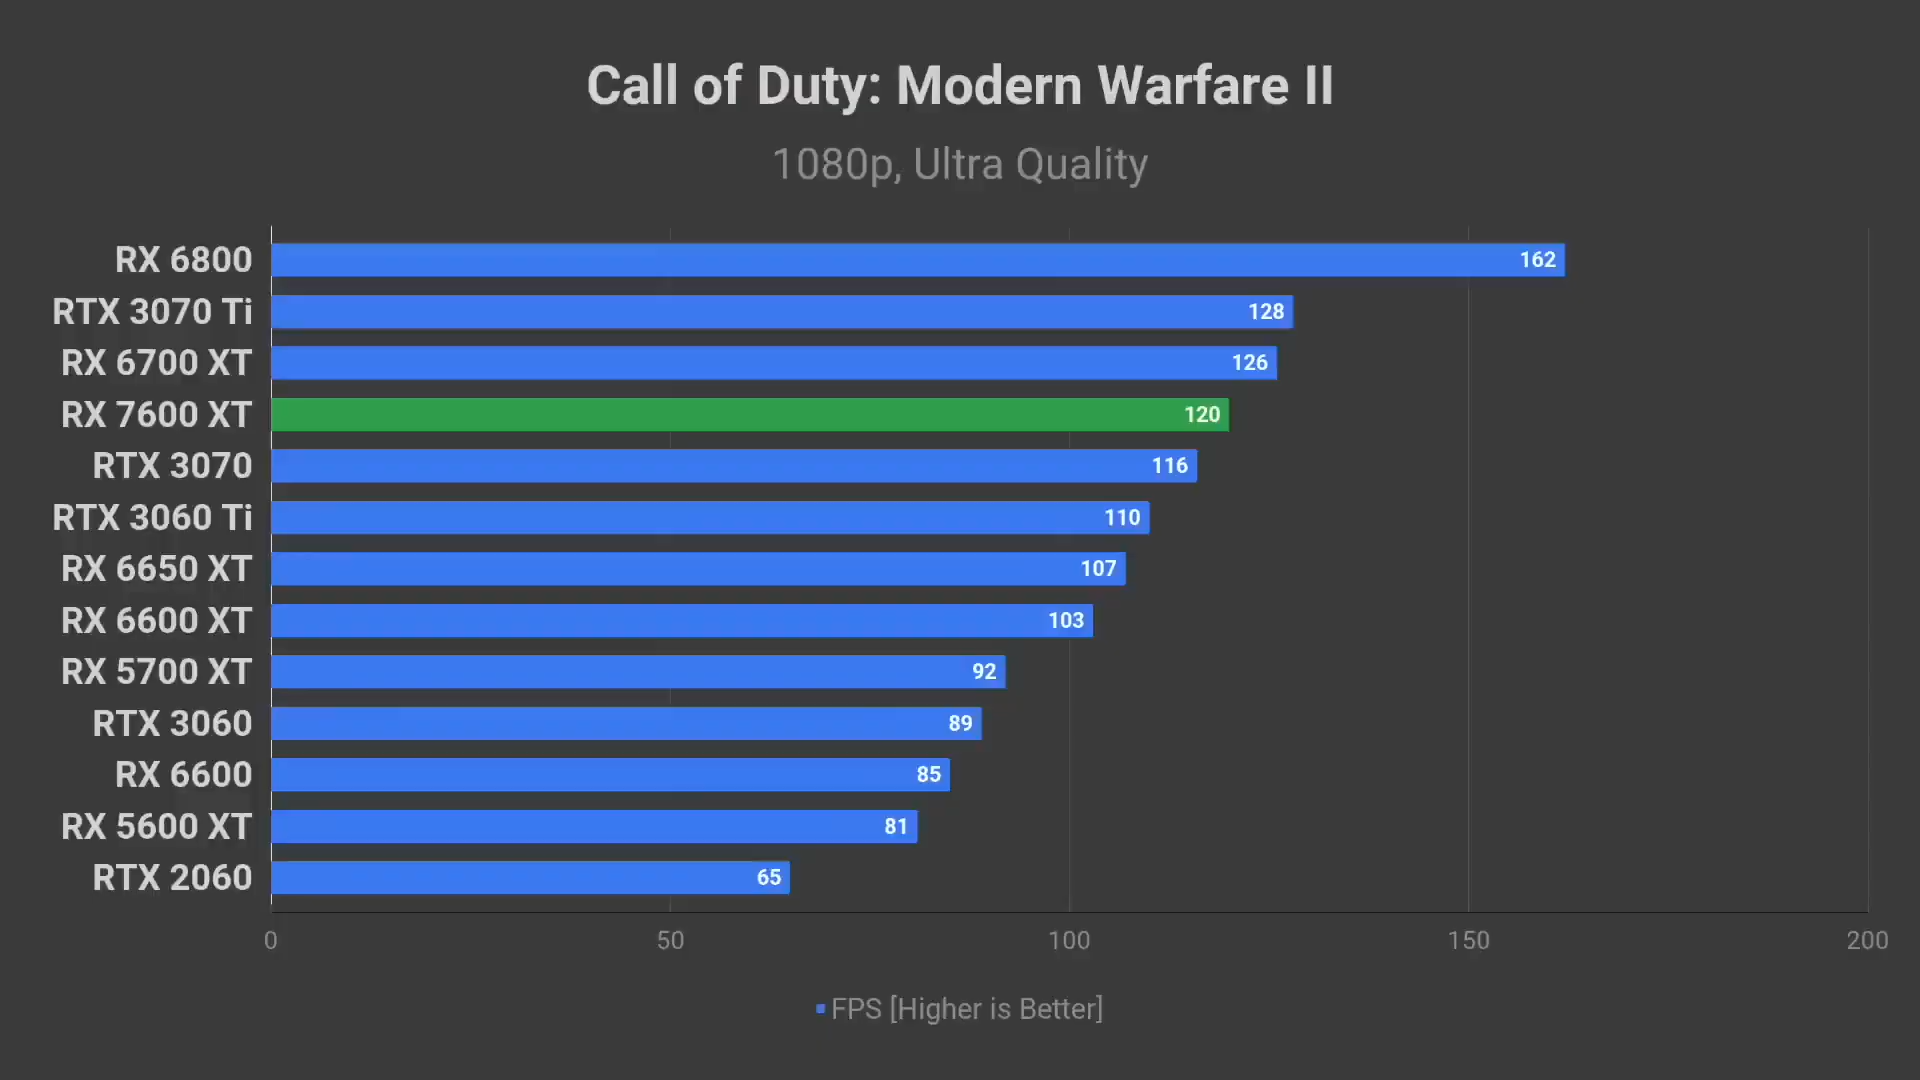 Call of Duty: Modern Warfare II
1080p, Ultra Quality
RX 6800 162
RTX 3070 Ti 128
RX 6700 XT 126
RX 7600 XT 120
RTX 3070 116
RTX 3060 Ti 110
RX 6650 XT 107
RX 6600 XT 103
RX 5700 XT 92
RTX 3060 89
RX 6600 85
RX 5600 XT 81
RTX 2060 65
0 50 100 150 200
FPS [Higher is Better]